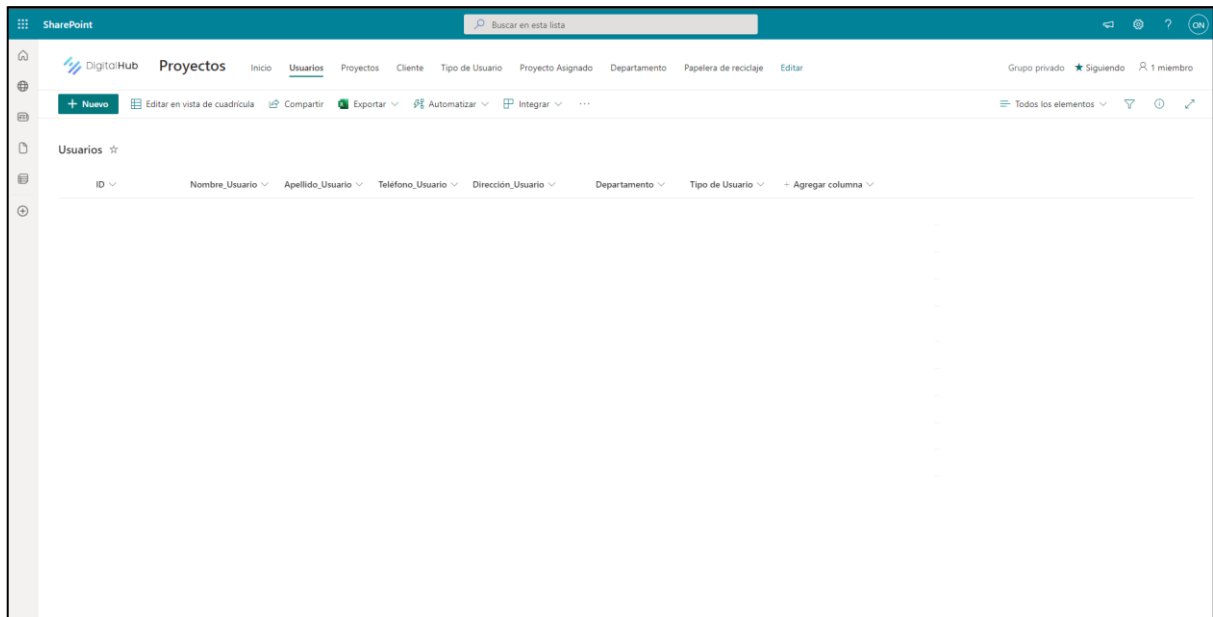 SharePoint Buscar en esta lista ? ON
DigitalHub Proyectos Inicio Usuarios Proyectos Cliente Tipo de Usuario Proyecto Asignado Departamento Papelera de reciclaje Editar Grupo privado Siguiendo 1 miembro
+ Nuevo Editar en vista de cuadrícula Compartir Exportar Automatizar Integrar ... Todos los elementos
Usuarios
ID Nombre_Usuario Apellido_Usuario Teléfono_Usuario Dirección_Usuario Departamento Tipo de Usuario + Agregar columna